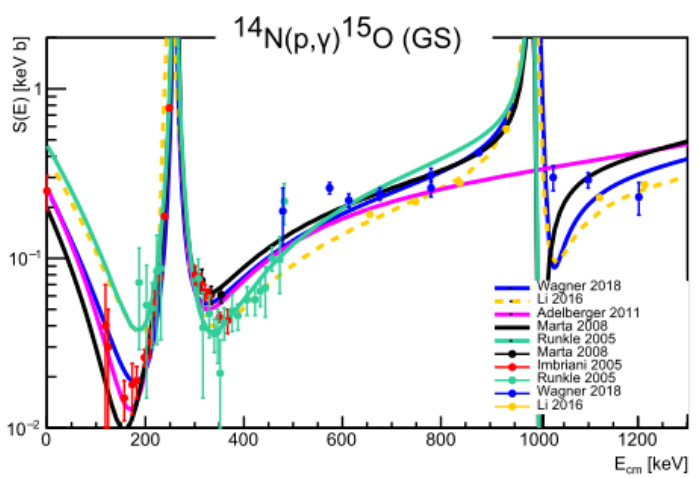 ¹⁴N(p,γ)¹⁵O (GS)
S(E) [keV b]
1
10⁻¹
10⁻²
Wagner 2018
Li 2016
Adelberger 2011
Marta 2008
Runkle 2005
Marta 2008
Imbriani 2005
Runkle 2005
Wagner 2018
Li 2016
0 200 400 600 800 1000 1200
E_cm [keV]